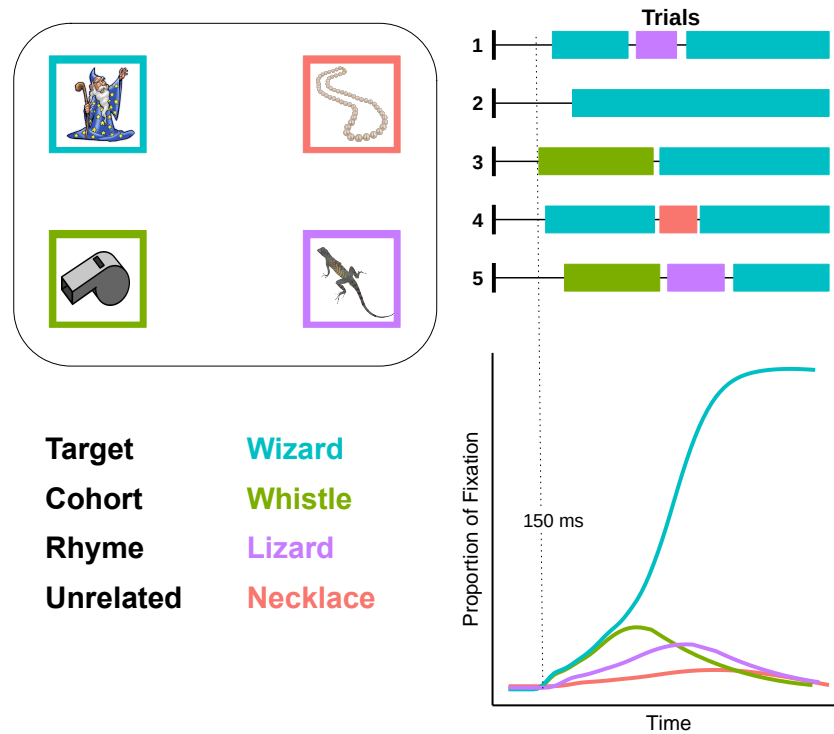 Trials
1
2
3
4
5
Target Wizard
Cohort Whistle
Rhyme Lizard
Unrelated Necklace
Proportion of Fixation
150 ms
Time